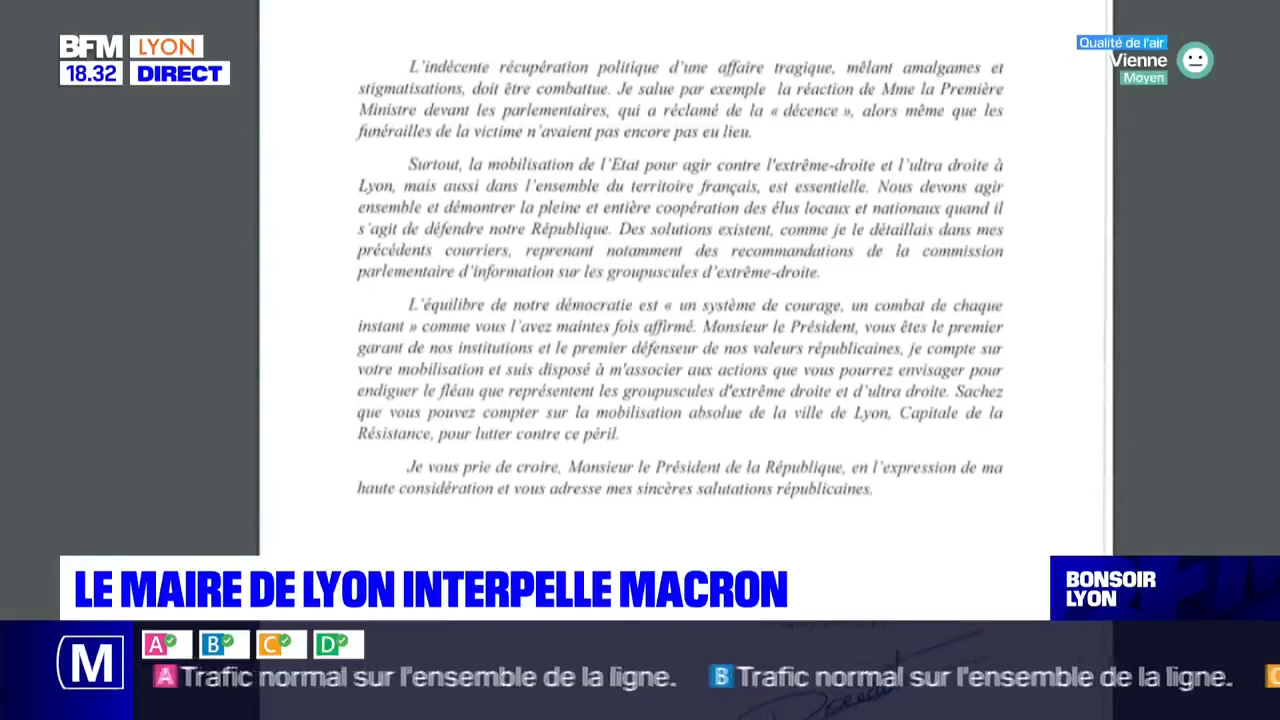 BFM LYON
18.32 DIRECT
Qualité de l'air
Vienne
Moyen
L'indécente récupération politique d'une affaire tragique, mêlant amalgames et
stigmatisations, doit être combattue. Je salue par exemple la réaction de Mme la Première
Ministre devant les parlementaires, qui a réclamé de la « décence », alors même que les
funérailles de la victime n'avaient pas encore pas eu lieu.
Surtout, la mobilisation de l'Etat pour agir contre l'extrême-droite et l'ultra droite à
Lyon, mais aussi dans l'ensemble du territoire français, est essentielle. Nous devons agir
ensemble et démontrer la pleine et entière coopération des élus locaux et nationaux quand il
s'agit de défendre notre République. Des solutions existent, comme je le détaillais dans mes
précédents courriers, reprenant notamment des recommandations de la commission
parlementaire d'information sur les groupuscules d'extrême-droite.
L'équilibre de notre démocratie est « un système de courage, un combat de chaque
instant » comme vous l'avez maintes fois affirmé. Monsieur le Président, vous êtes le premier
garant de nos institutions et le premier défenseur de nos valeurs républicaines, je compte sur
votre mobilisation et suis disposé à m'associer aux actions que vous pourrez envisager pour
endiguer le fléau que représentent les groupuscules d'extrême droite et d'ultra droite. Sachez
que vous pouvez compter sur la mobilisation absolue de la ville de Lyon, Capitale de la
Résistance, pour lutter contre ce péril.
Je vous prie de croire, Monsieur le Président de la République, en l'expression de ma
haute considération et vous adresse mes sincères salutations républicaines.
LE MAIRE DE LYON INTERPELLE MACRON
BONSOIR
LYON
M
A B C D
A Trafic normal sur l'ensemble de la ligne. B Trafic normal sur l'ensemble de la ligne. C